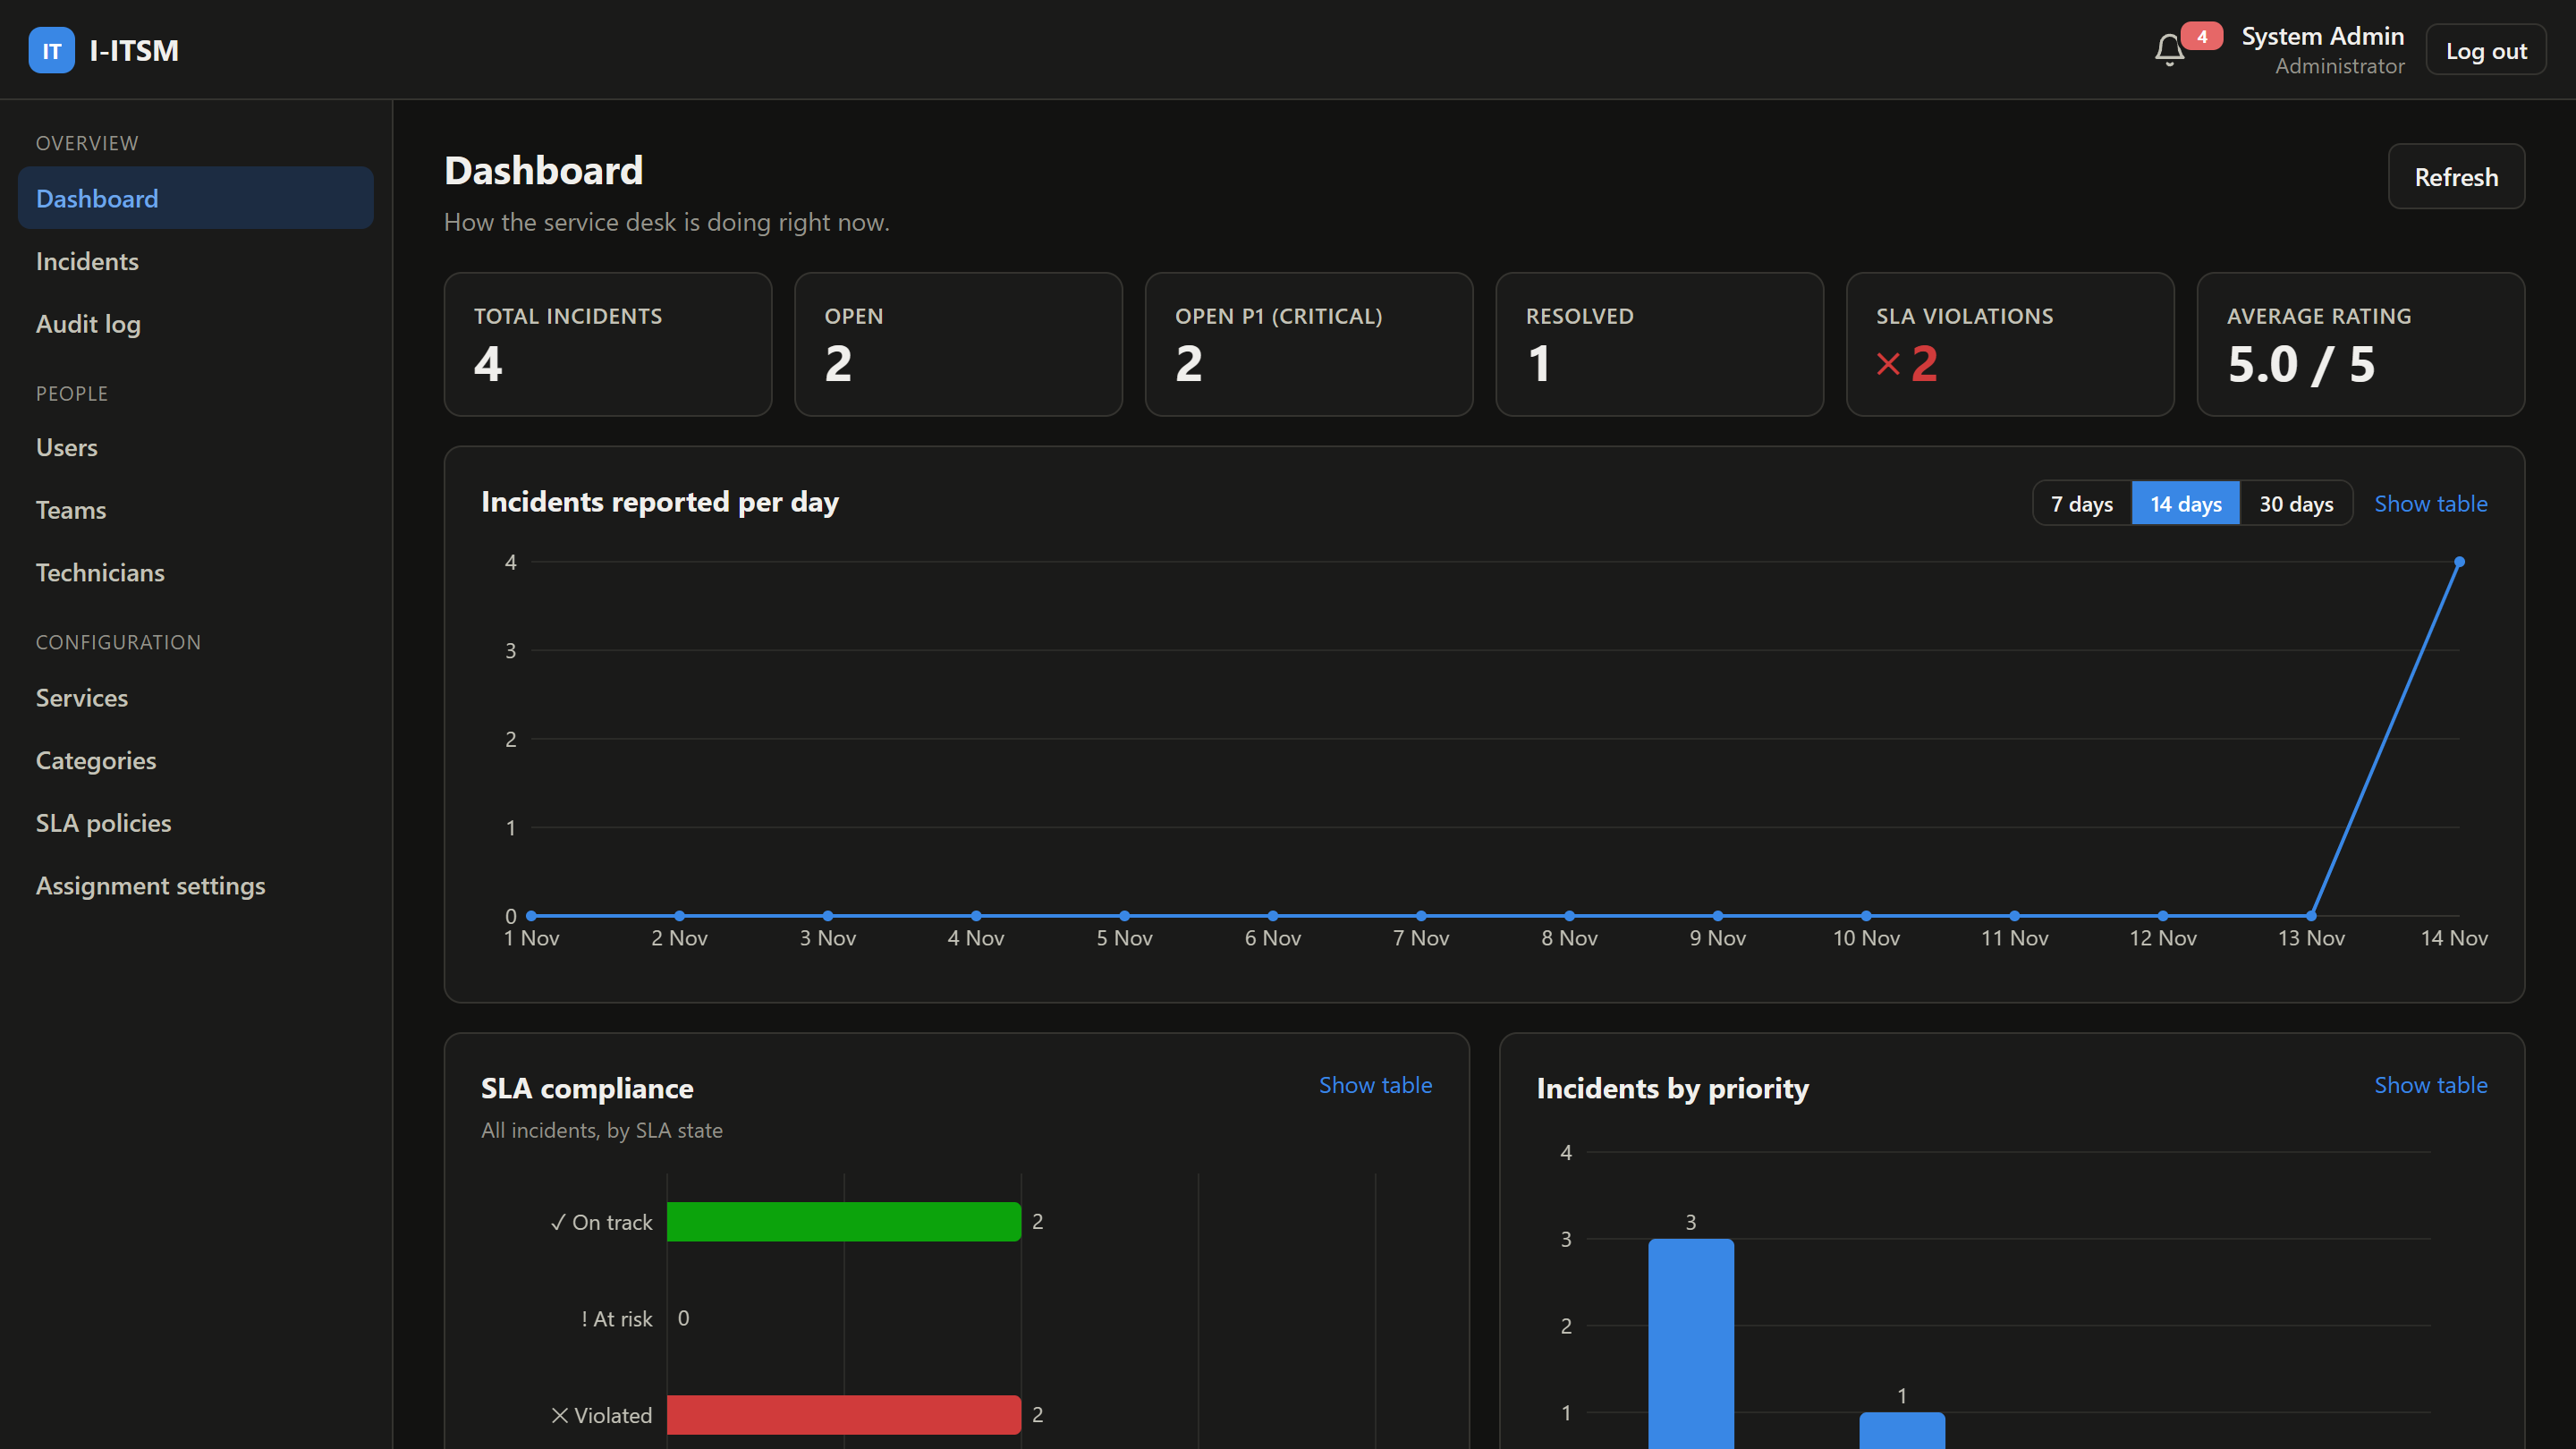 IT I-ITSM
4
System Admin
Administrator
Log out
OVERVIEW
Dashboard
Incidents
Audit log
PEOPLE
Users
Teams
Technicians
CONFIGURATION
Services
Categories
SLA policies
Assignment settings
Dashboard
How the service desk is doing right now.
Refresh
TOTAL INCIDENTS
4
OPEN
2
OPEN P1 (CRITICAL)
2
RESOLVED
1
SLA VIOLATIONS
× 2
AVERAGE RATING
5.0 / 5
Incidents reported per day
7 days 14 days 30 days Show table
4
3
2
1
0
1 Nov 2 Nov 3 Nov 4 Nov 5 Nov 6 Nov 7 Nov 8 Nov 9 Nov 10 Nov 11 Nov 12 Nov 13 Nov 14 Nov
SLA compliance
Show table
All incidents, by SLA state
✓ On track 2
! At risk 0
× Violated 2
Incidents by priority
Show table
4
3
2
1
3
1